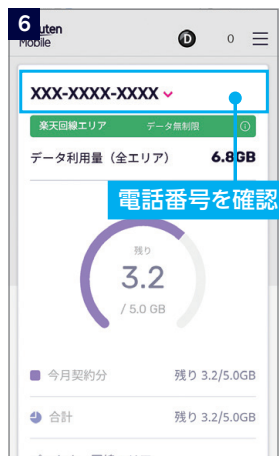 6
uten
Mobile
D 0
XXX-XXXX-XXXX
楽天回線エリア データ無制限
データ利用量（全エリア） 6.8GB
電話番号を確認
残り
3.2
/ 5.0 GB
今月契約分 残り 3.2/5.0GB
合計 残り 3.2/5.0GB